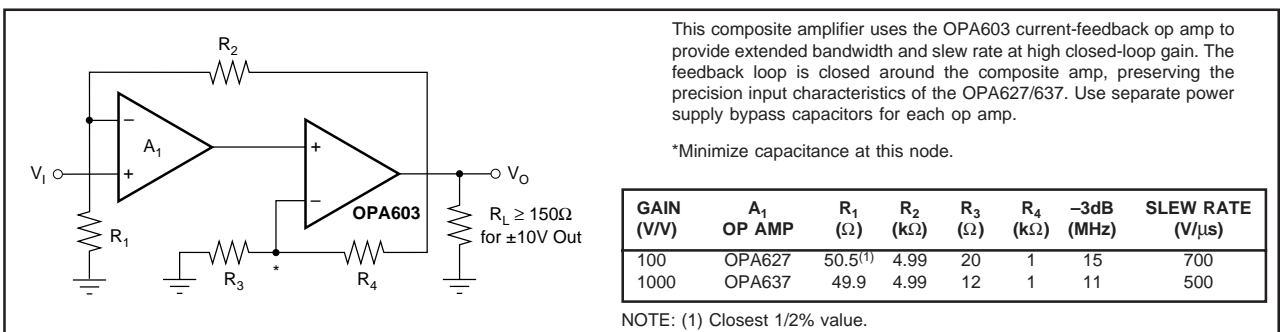 R2
A1
VI
R1
R3
*
R4
OPA603
VO
RL ≥ 150Ω
for ±10V Out
This composite amplifier uses the OPA603 current-feedback op amp to
provide extended bandwidth and slew rate at high closed-loop gain. The
feedback loop is closed around the composite amp, preserving the
precision input characteristics of the OPA627/637. Use separate power
supply bypass capacitors for each op amp.
*Minimize capacitance at this node.
GAIN (V/V) A1 OP AMP R1 (Ω) R2 (kΩ) R3 (Ω) R4 (kΩ) –3dB (MHz) SLEW RATE (V/µs)
100 OPA627 50.5(1) 4.99 20 1 15 700
1000 OPA637 49.9 4.99 12 1 11 500
NOTE: (1) Closest 1/2% value.